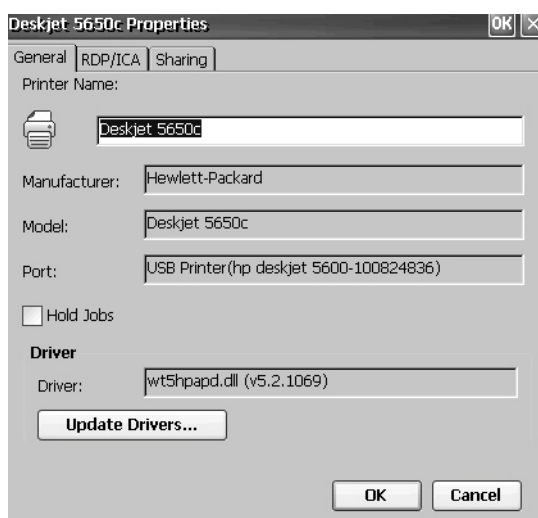 Deskjet 5650c Properties OK ×
General RDP/ICA Sharing
Printer Name:
Deskjet 5650c
Manufacturer: Hewlett-Packard
Model: Deskjet 5650c
Port: USB Printer(hp deskjet 5600-100824836)
Hold Jobs
Driver
Driver: wt5hpapd.dll (v5.2.1069)
Update Drivers...
OK Cancel